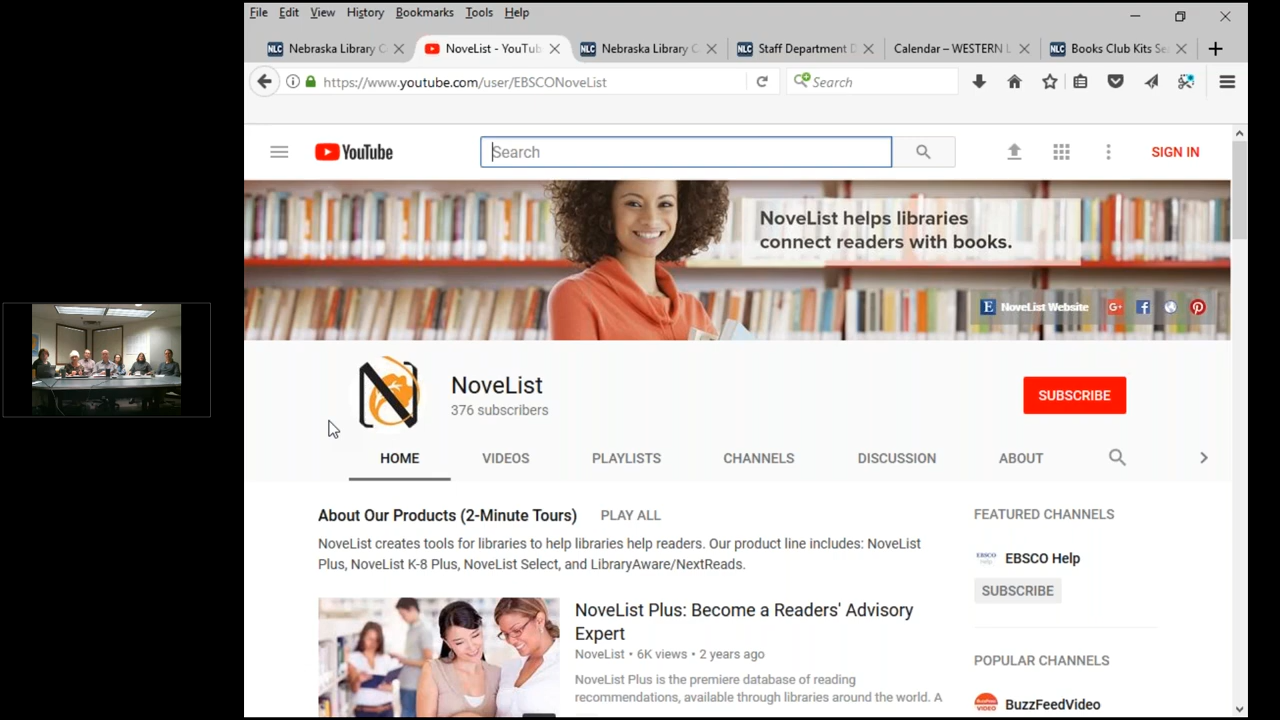 File Edit View History Bookmarks Tools Help
Nebraska Library C
NoveList - YouTub
Nebraska Library C
Staff Department D
Calendar – WESTERN L
Books Club Kits Se
https://www.youtube.com/user/EBSCONoveList
Search
YouTube
Search
SIGN IN
NoveList helps libraries
connect readers with books.
NoveList Website
NoveList
376 subscribers
SUBSCRIBE
HOME VIDEOS PLAYLISTS CHANNELS DISCUSSION ABOUT
About Our Products (2-Minute Tours) PLAY ALL
NoveList creates tools for libraries to help libraries help readers. Our product line includes: NoveList
Plus, NoveList K-8 Plus, NoveList Select, and LibraryAware/NextReads.
NoveList Plus: Become a Readers' Advisory
Expert
NoveList • 6K views • 2 years ago
NoveList Plus is the premiere database of reading
recommendations, available through libraries around the world. A
FEATURED CHANNELS
EBSCO Help
SUBSCRIBE
POPULAR CHANNELS
BuzzFeedVideo